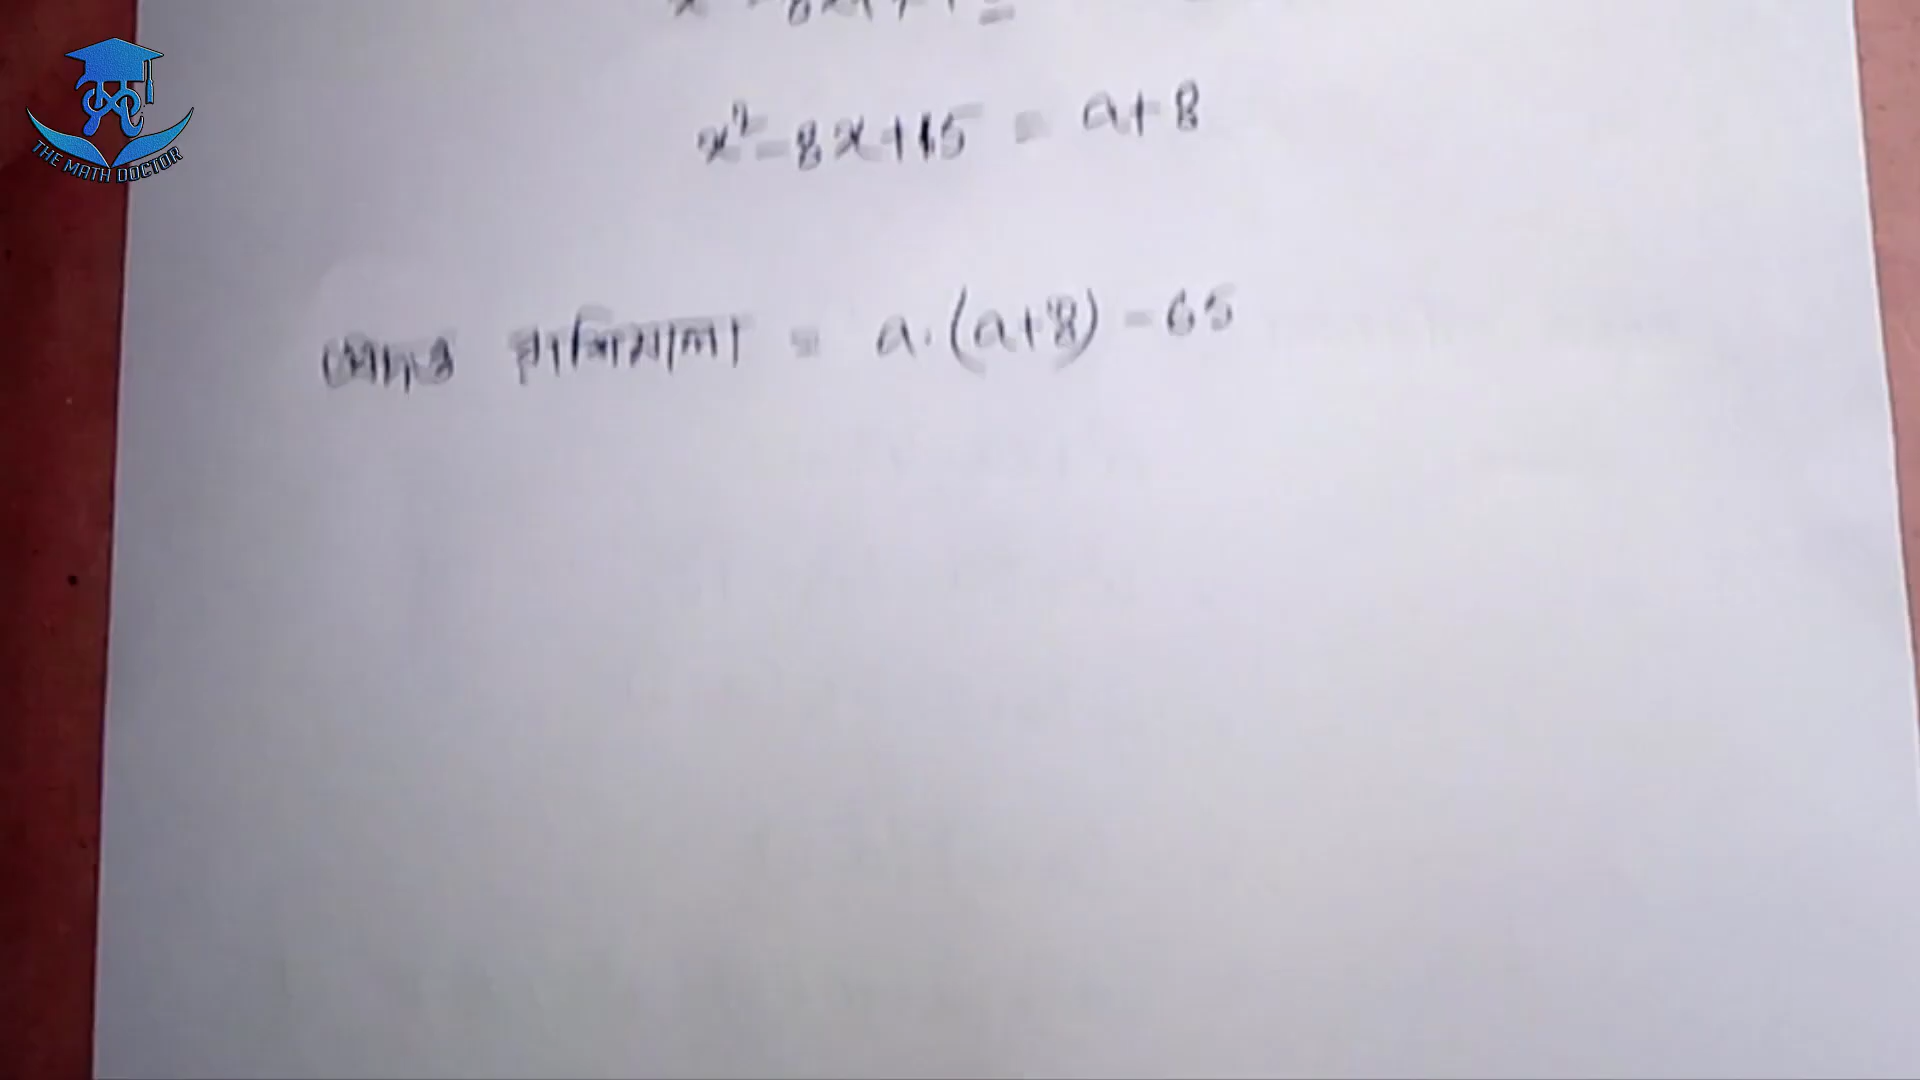 THE MATH DOCTOR
x² - 8x + 15 = a + 8
প্রদত্ত রাশিমালা = a. (a+8) - 65